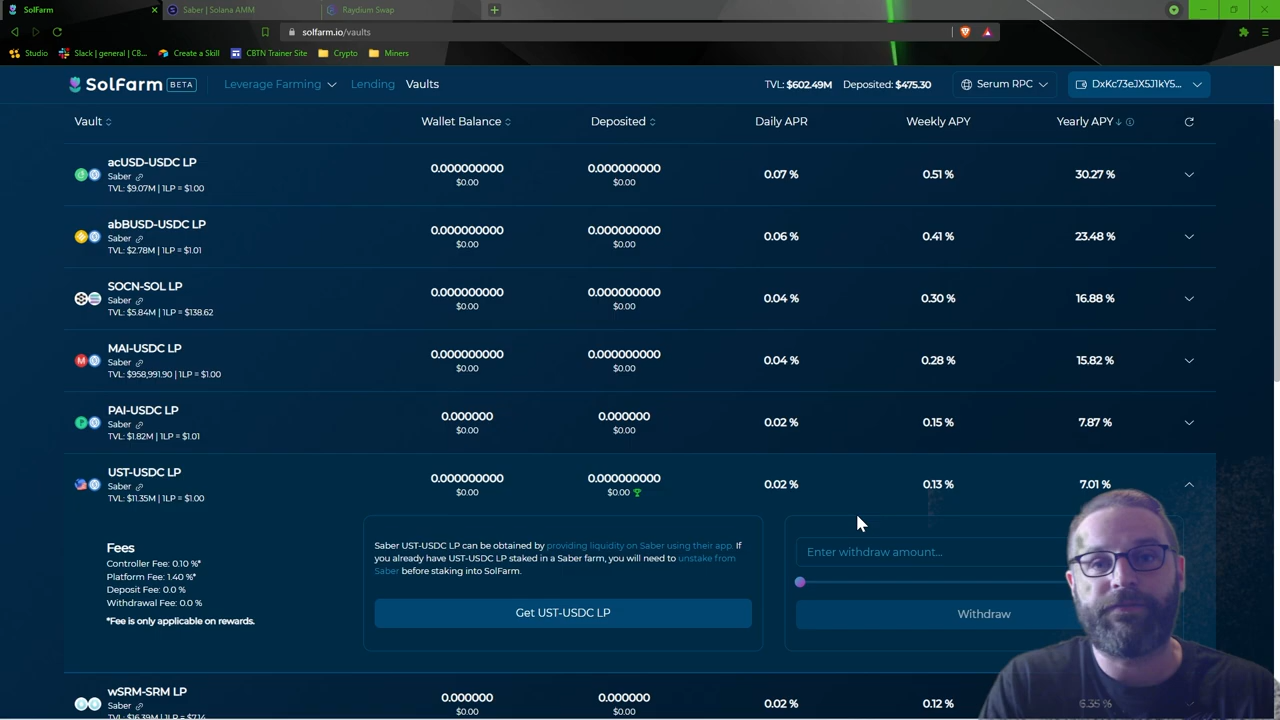 SolFarm
Saber | Solana AMM
Raydium Swap
solfarm.io/vaults
Studio
Slack | general | CB...
Create a Skill
CBTN Trainer Site
Crypto
Miners
SolFarm BETA
Leverage Farming
Lending
Vaults
TVL: $602.49M
Deposited: $475.30
Serum RPC
DxKc73eJX5J1kY5...
Vault
Wallet Balance
Deposited
Daily APR
Weekly APY
Yearly APY
acUSD-USDC LP
Saber
TVL: $9.07M | 1LP = $1.00
0.000000000
$0.00
0.000000000
$0.00
0.07 %
0.51 %
30.27 %
abBUSD-USDC LP
Saber
TVL: $2.78M | 1LP = $1.01
0.000000000
$0.00
0.000000000
$0.00
0.06 %
0.41 %
23.48 %
SOCN-SOL LP
Saber
TVL: $5.84M | 1LP = $138.62
0.000000000
$0.00
0.000000000
$0.00
0.04 %
0.30 %
16.88 %
MAI-USDC LP
Saber
TVL: $958,991.90 | 1LP = $1.00
0.000000000
$0.00
0.000000000
$0.00
0.04 %
0.28 %
15.82 %
PAI-USDC LP
Saber
TVL: $1.82M | 1LP = $1.01
0.000000
$0.00
0.000000
$0.00
0.02 %
0.15 %
7.87 %
UST-USDC LP
Saber
TVL: $11.35M | 1LP = $1.00
0.000000000
$0.00
0.000000000
$0.00
0.02 %
0.13 %
7.01 %
Fees
Controller Fee: 0.10 %*
Platform Fee: 1.40 %*
Deposit Fee: 0.0 %
Withdrawal Fee: 0.0 %
*Fee is only applicable on rewards.
Saber UST-USDC LP can be obtained by providing liquidity on Saber using their app. If
you already have UST-USDC LP staked in a Saber farm, you will need to unstake from
Saber before staking into SolFarm.
Get UST-USDC LP
Enter withdraw amount...
Withdraw
wSRM-SRM LP
Saber
TVL: $16.39M | 1LP = $7.14
0.000000
$0.00
0.000000
$0.00
0.02 %
0.12 %
6.35 %